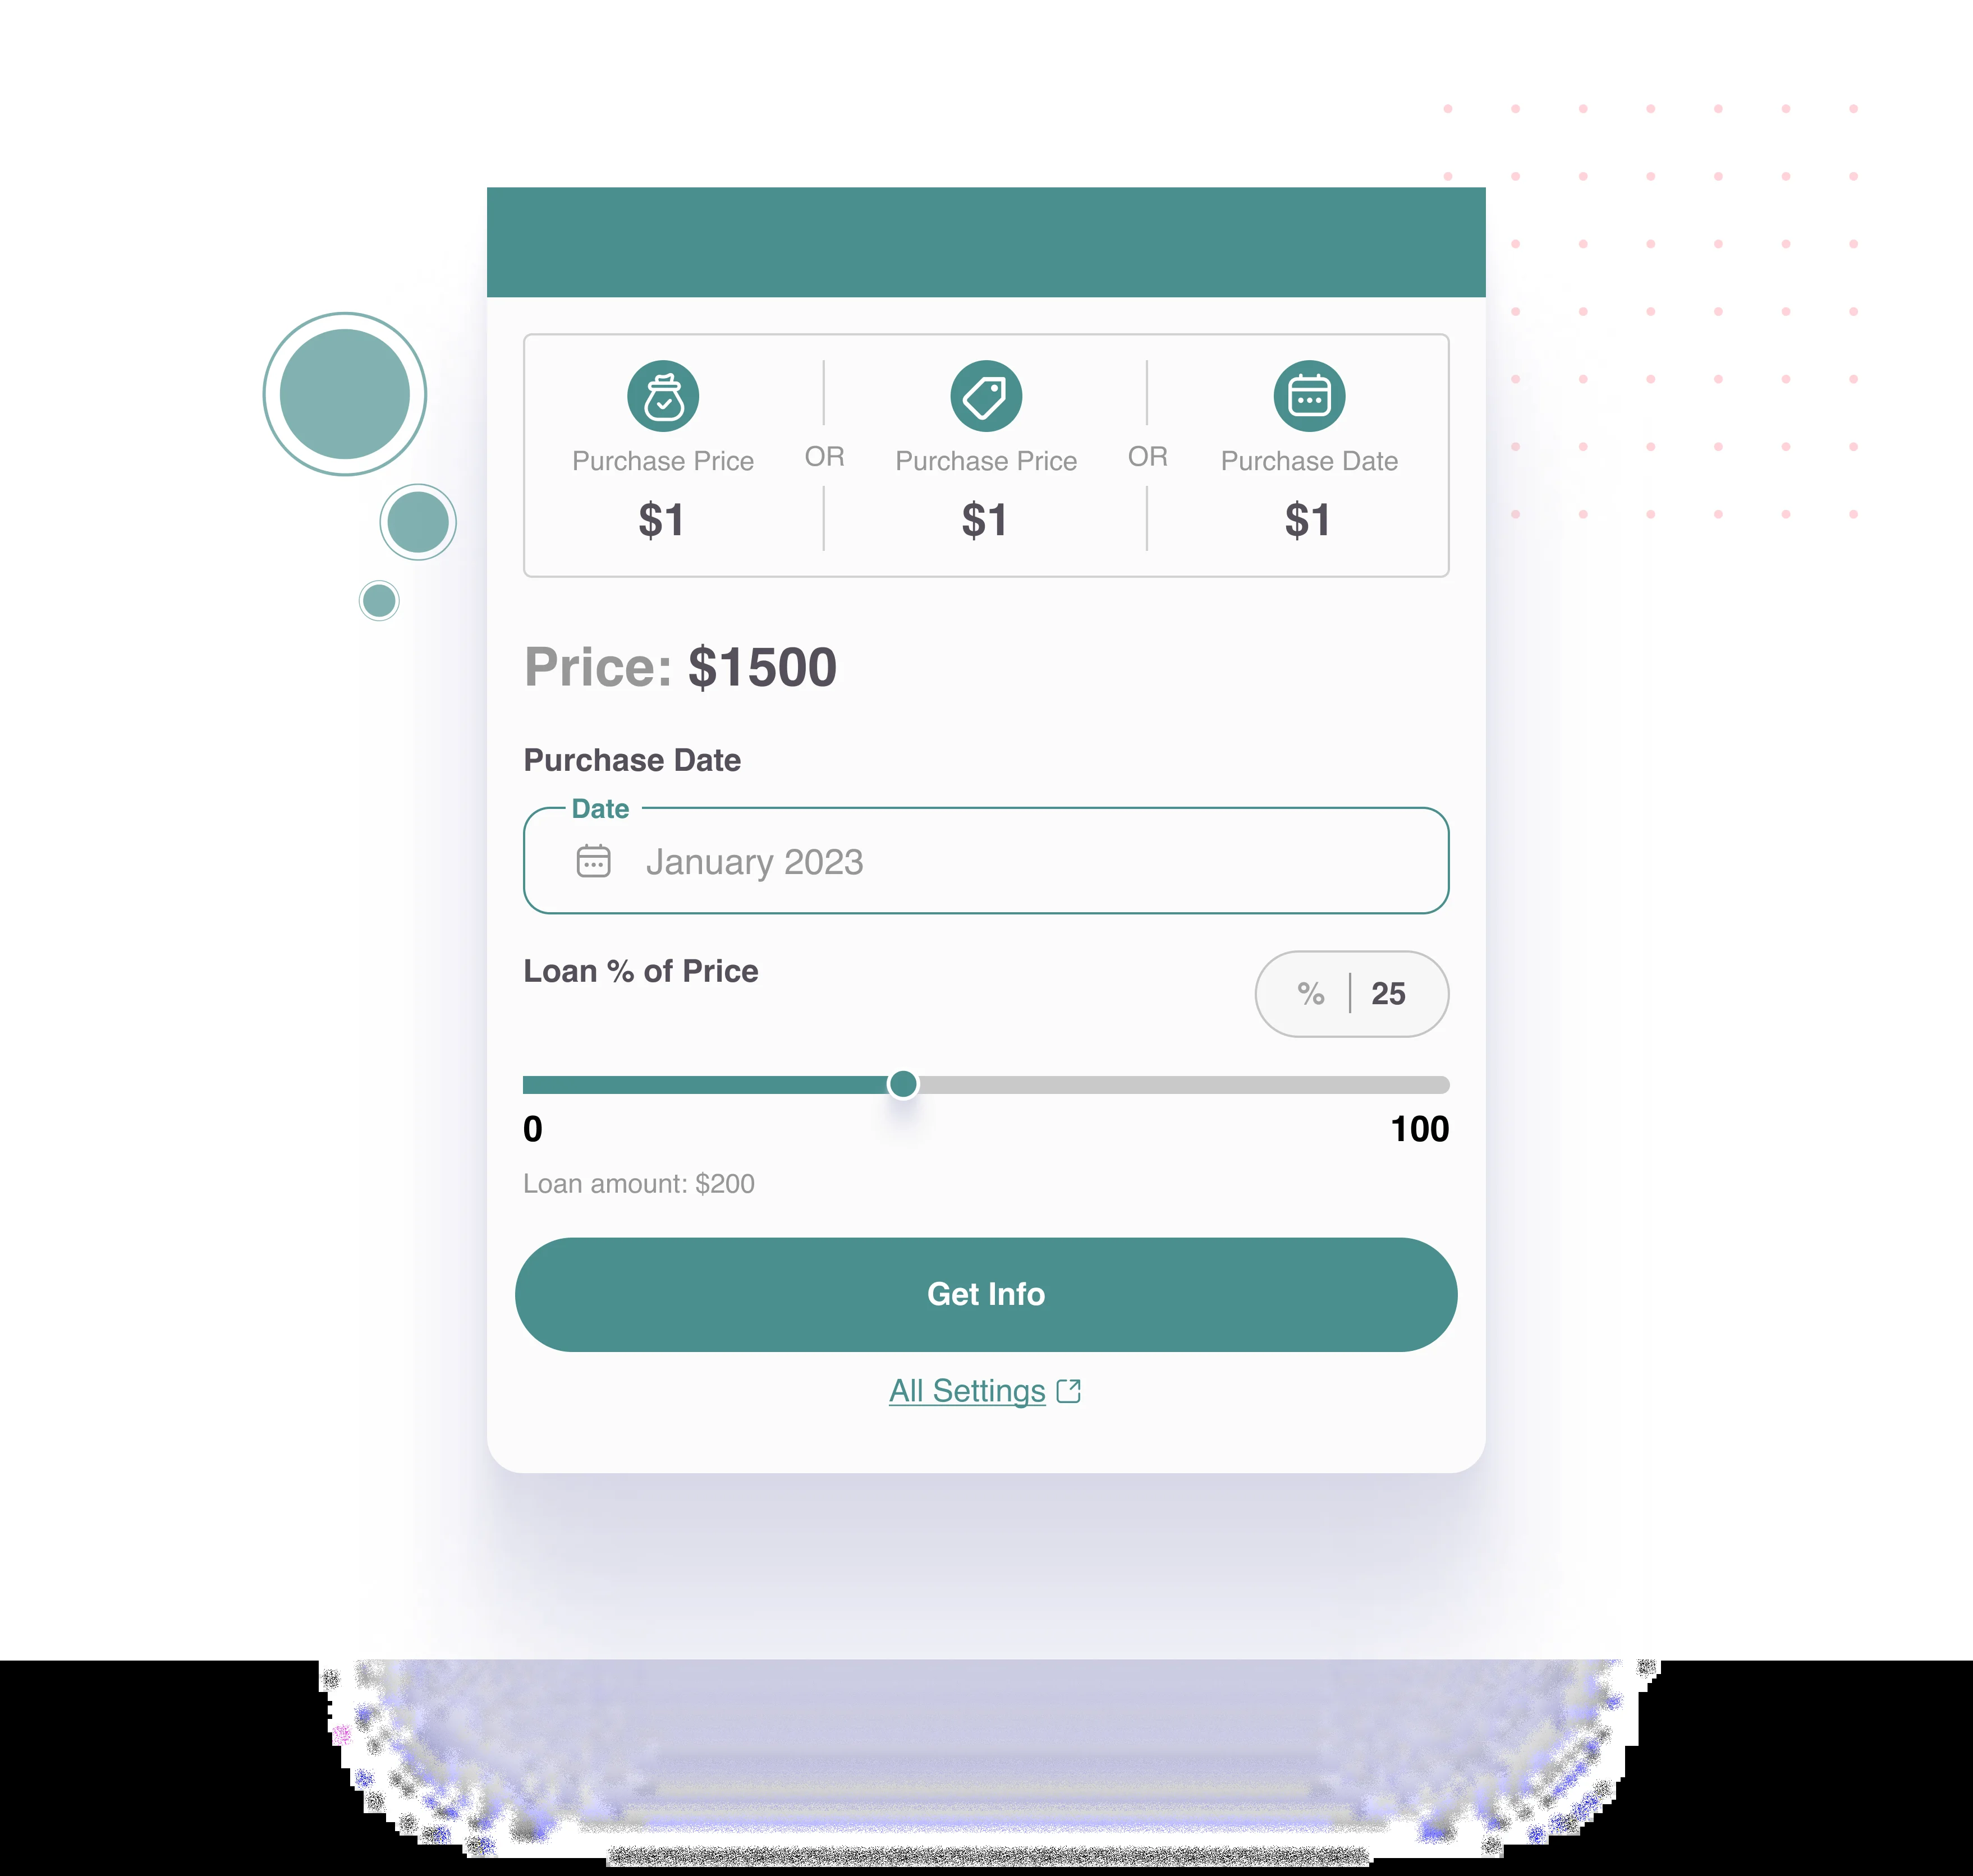 Purchase Price OR Purchase Price OR Purchase Date
$1 $1 $1
Price: $1500
Purchase Date
Date
January 2023
Loan % of Price
% | 25
0 100
Loan amount: $200
Get Info
All Settings